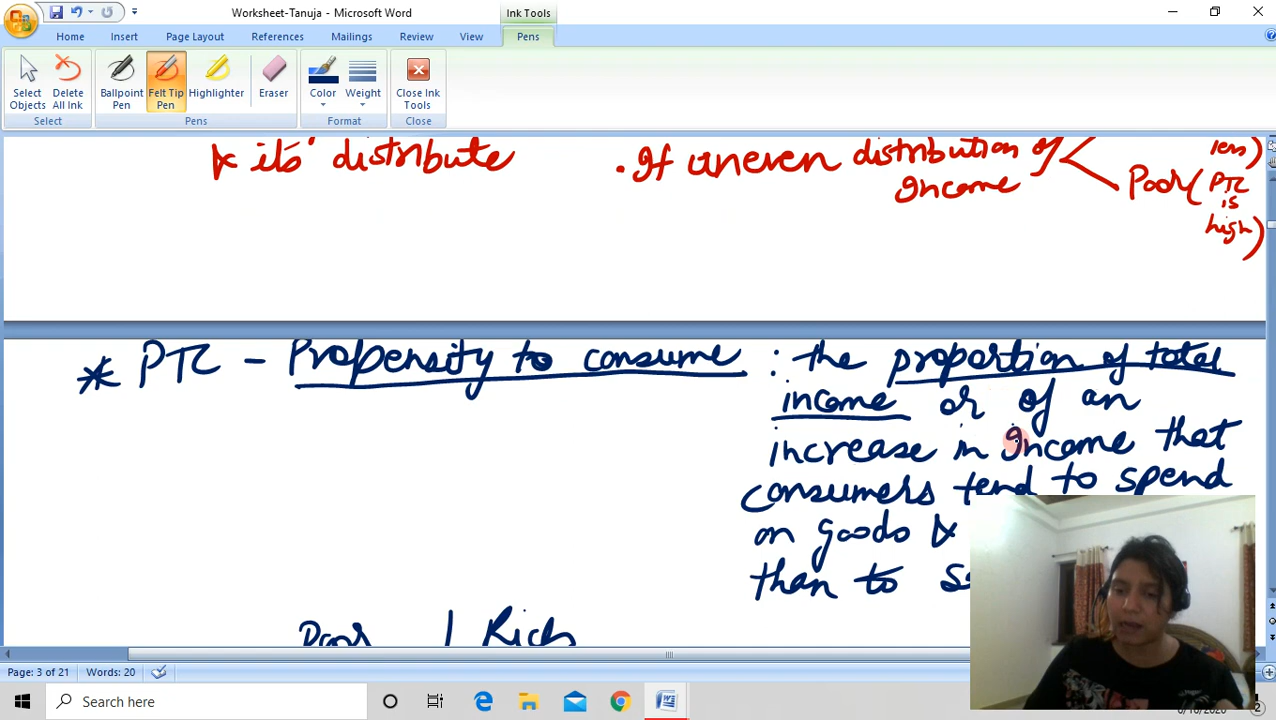 Worksheet-Tanuja - Microsoft Word
Ink Tools
Home Insert Page Layout References Mailings Review View Pens
Select Objects
Delete All Ink
Ballpoint Pen
Felt Tip Pen
Highlighter
Eraser
Color
Weight
Close Ink Tools
Select Pens Format Close
& its' distribute
. If uneven distribution of
Income
less)
Poor (PTC
is
high)
* PTC - Propensity to consume : the proportion of total
income or of an
increase in Income that
consumers tend to spend
on goods &
than to
Poor | Rich
Page: 3 of 21 Words: 20
Search here
2